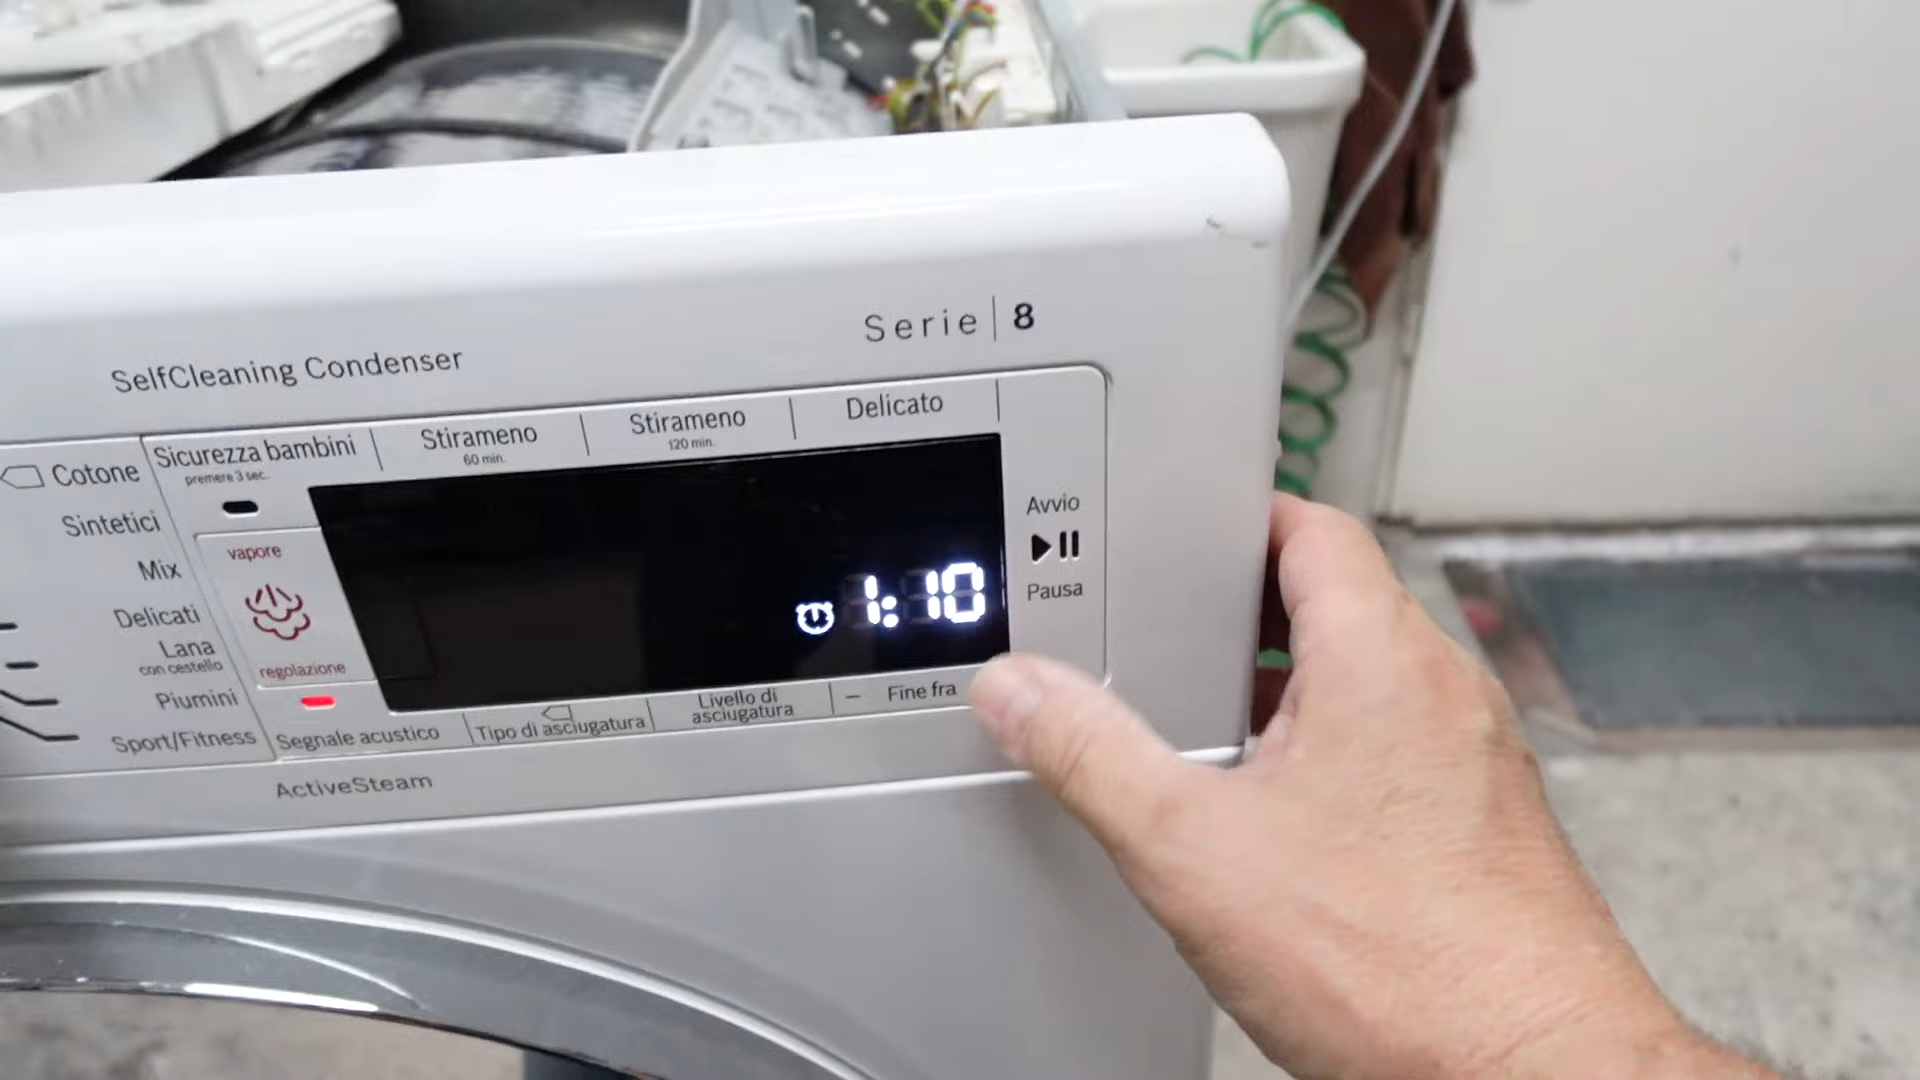 Serie | 8
SelfCleaning Condenser
Sicurezza bambini
premere 3 sec.
Stirameno
60 min.
Stirameno
120 min.
Delicato
Cotone
Sintetici
Mix
Delicati
Lana
con cestello
Piumini
Sport/Fitness
vapore
regolazione
1:10
Avvio
Pausa
Segnale acustico
Tipo di asciugatura
Livello di
asciugatura
– Fine fra
ActiveSteam